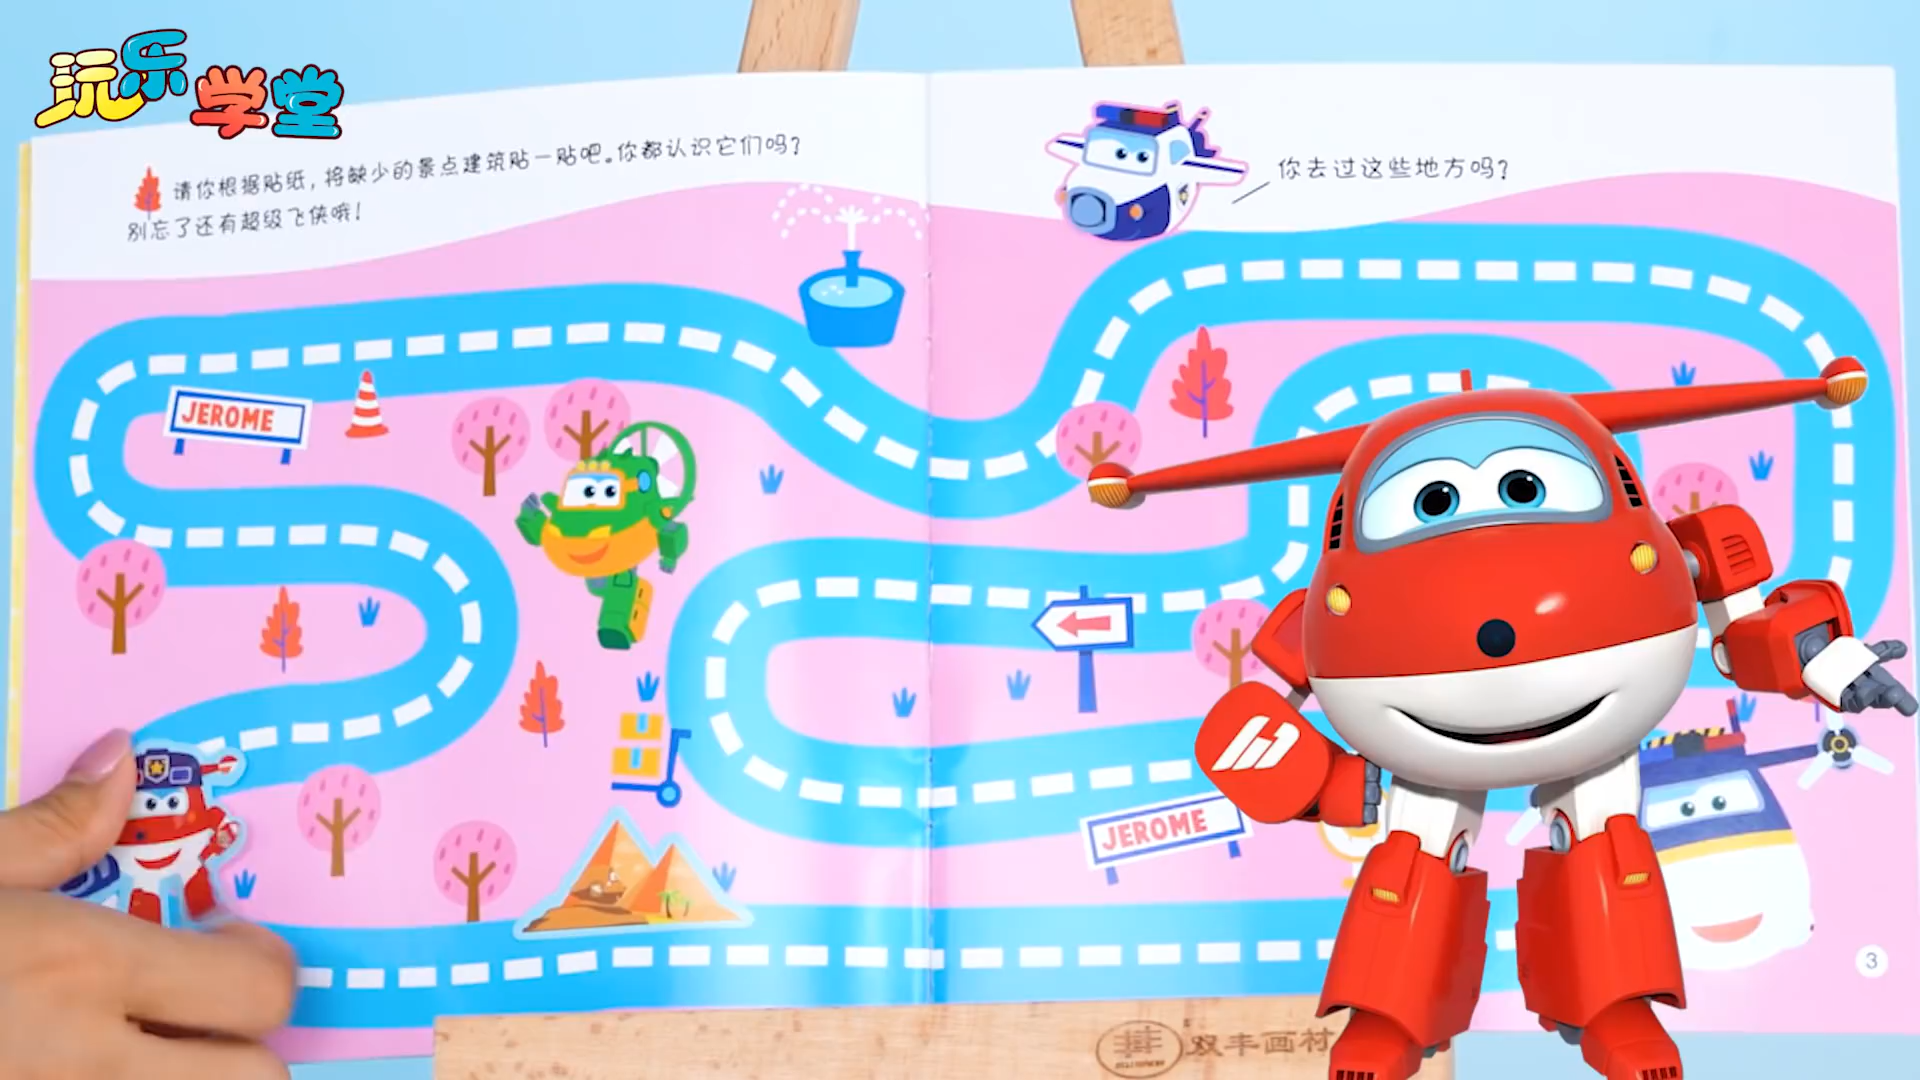 玩乐学堂
请你根据贴纸，将缺少的景点建筑贴一贴吧。你都认识它们吗？
别忘了还有超级飞侠哦！
你去过这些地方吗？
JEROME
JEROME
3
双丰画材